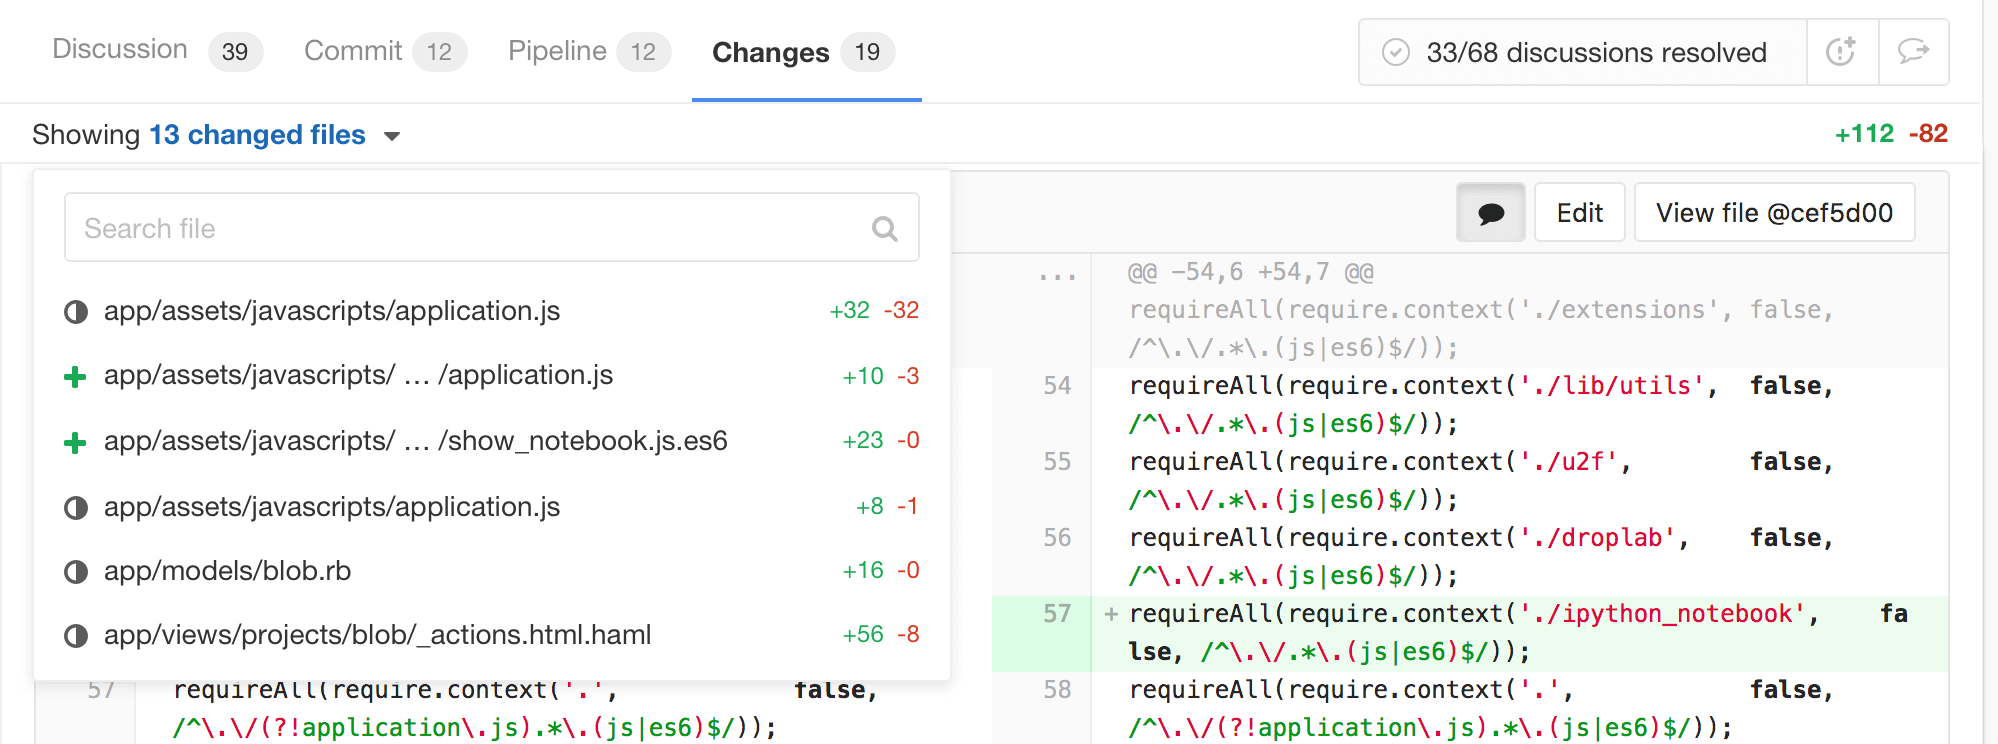 Discussion 39 Commit 12 Pipeline 12 Changes 19 33/68 discussions resolved
Showing 13 changed files +112 -82
Search file
app/assets/javascripts/application.js +32 -32
app/assets/javascripts/ … /application.js +10 -3
app/assets/javascripts/ … /show_notebook.js.es6 +23 -0
app/assets/javascripts/application.js +8 -1
app/models/blob.rb +16 -0
app/views/projects/blob/_actions.html.haml +56 -8
57 requireAll(require.context('.', false,
/^\.\/(?!application\.js).*\.(js|es6)$/));
Edit View file @cef5d00
... @@ -54,6 +54,7 @@
requireAll(require.context('./extensions', false,
/^\.\/.*\.(js|es6)$/));
54 requireAll(require.context('./lib/utils', false,
/^\.\/.*\.(js|es6)$/));
55 requireAll(require.context('./u2f', false,
/^\.\/.*\.(js|es6)$/));
56 requireAll(require.context('./droplab', false,
/^\.\/.*\.(js|es6)$/));
57 + requireAll(require.context('./ipython_notebook', fa
lse, /^\.\/.*\.(js|es6)$/));
58 requireAll(require.context('.', false,
/^\.\/(?!application\.js).*\.(js|es6)$/));